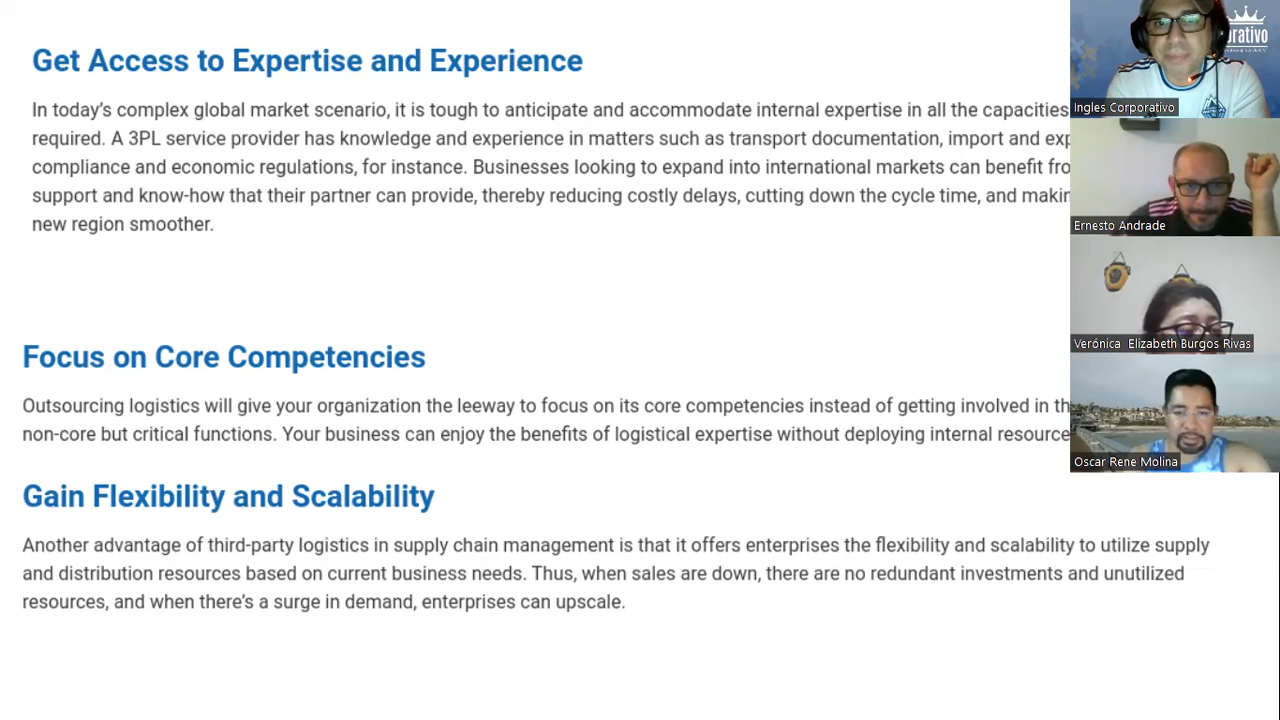 Get Access to Expertise and Experience
In today's complex global market scenario, it is tough to anticipate and accommodate internal expertise in all the capacities
required. A 3PL service provider has knowledge and experience in matters such as transport documentation, import and
compliance and economic regulations, for instance. Businesses looking to expand into international markets can benefit
support and know-how that their partner can provide, thereby reducing costly delays, cutting down the cycle time, and
new region smoother.
Focus on Core Competencies
Outsourcing logistics will give your organization the leeway to focus on its core competencies instead of getting involved in
non-core but critical functions. Your business can enjoy the benefits of logistical expertise without deploying internal
Gain Flexibility and Scalability
Another advantage of third-party logistics in supply chain management is that it offers enterprises the flexibility and scalability to utilize supply
and distribution resources based on current business needs. Thus, when sales are down, there are no redundant investments and unutilized
resources, and when there's a surge in demand, enterprises can upscale.
Ingles Corporativo
Ernesto Andrade
Verónica Elizabeth Burgos Rivas
Oscar Rene Molina